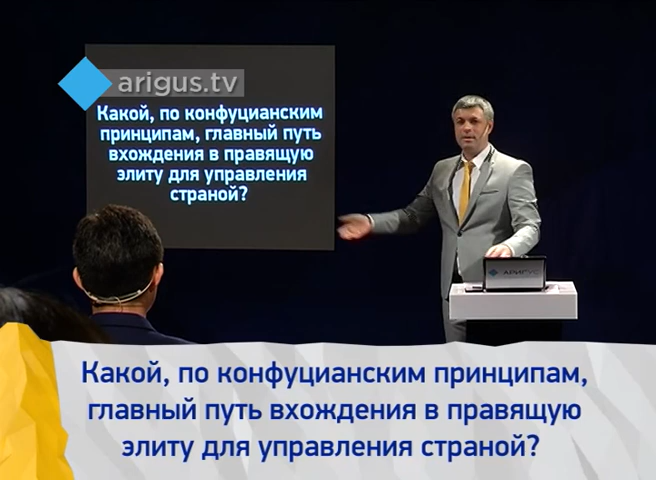 arigus.tv
Какой, по конфуцианским
принципам, главный путь
вхождения в правящую
элиту для управления
страной?
АРИГУС
Какой, по конфуцианским принципам,
главный путь вхождения в правящую
элиту для управления страной?